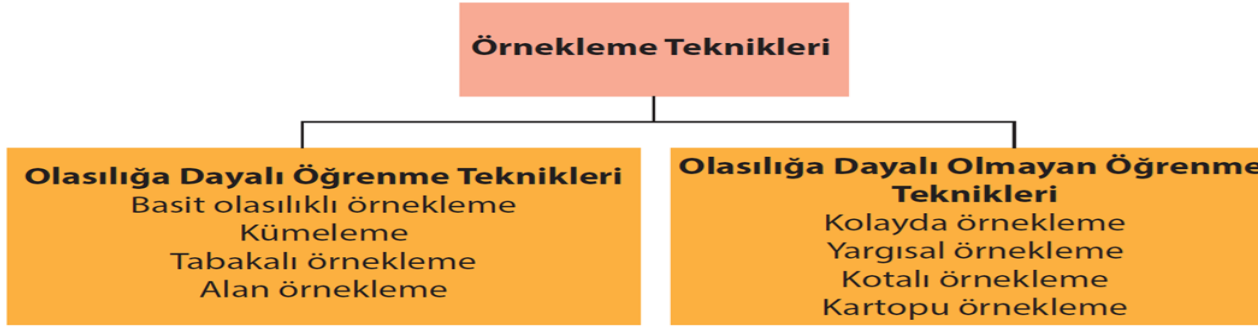 Örnekleme Teknikleri
Olasılığa Dayalı Öğrenme Teknikleri
Basit olasılıklı örnekleme
Kümeleme
Tabakalı örnekleme
Alan örnekleme
Olasılığa Dayalı Olmayan Öğrenme
Teknikleri
Kolayda örnekleme
Yargısal örnekleme
Kotalı örnekleme
Kartopu örnekleme